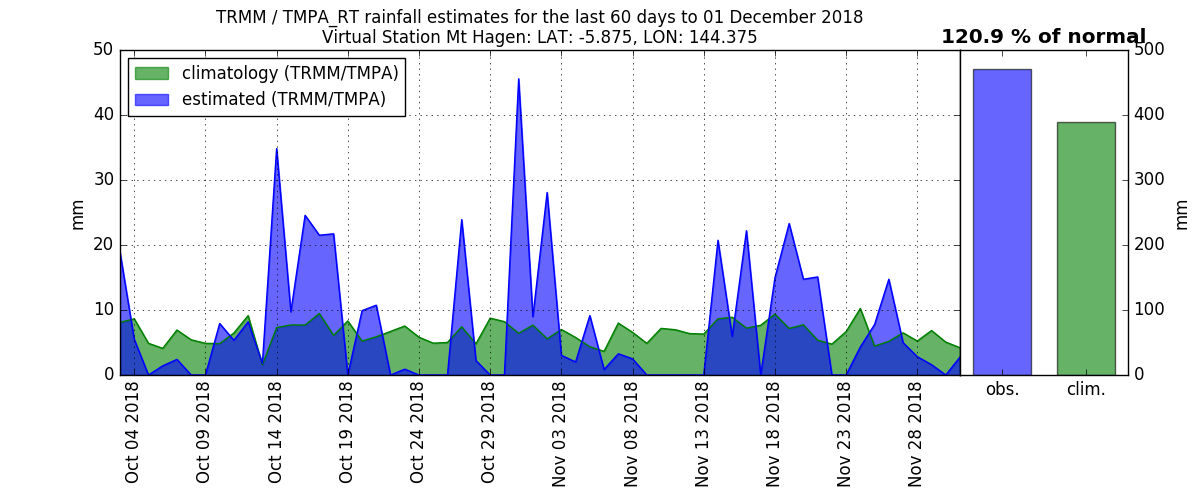 TRMM / TMPA_RT rainfall estimates for the last 60 days to 01 December 2018
Virtual Station Mt Hagen: LAT: -5.875, LON: 144.375
120.9 % of normal
climatology (TRMM/TMPA)
estimated (TRMM/TMPA)
50
40
30
20
10
0
mm
Oct 04 2018
Oct 09 2018
Oct 14 2018
Oct 19 2018
Oct 24 2018
Oct 29 2018
Nov 03 2018
Nov 08 2018
Nov 13 2018
Nov 18 2018
Nov 23 2018
Nov 28 2018
500
400
300
200
100
0
mm
obs.
clim.